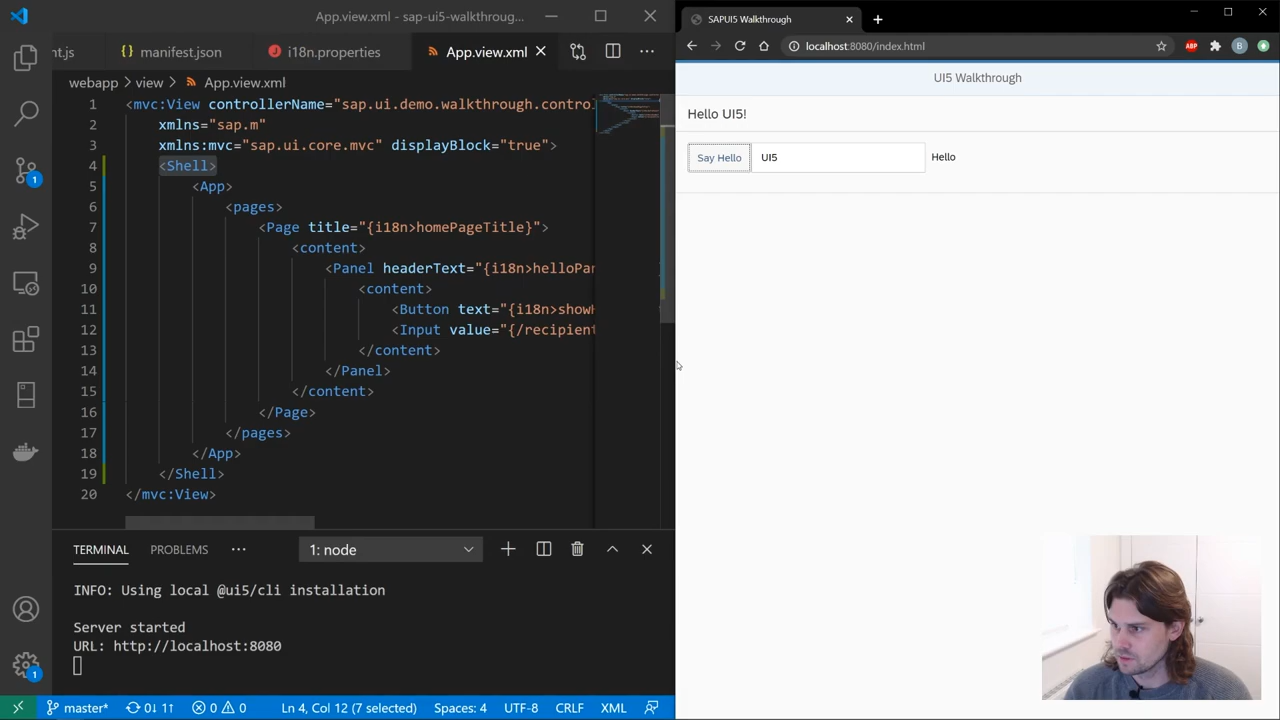 App.view.xml - sap-ui5-walkthroug...
nt.js
manifest.json
i18n.properties
App.view.xml
webapp > view > App.view.xml
1 <mvc:View controllerName="sap.ui.demo.walkthrough.contro
2 xmlns="sap.m"
3 xmlns:mvc="sap.ui.core.mvc" displayBlock="true">
4 <Shell>
5 <App>
6 <pages>
7 <Page title="{i18n>homePageTitle}">
8 <content>
9 <Panel headerText="{i18n>helloPan
10 <content>
11 <Button text="{i18n>showH
12 <Input value="{/recipient
13 </content>
14 </Panel>
15 </content>
16 </Page>
17 </pages>
18 </App>
19 </Shell>
20 </mvc:View>
TERMINAL PROBLEMS
1: node
INFO: Using local @ui5/cli installation
Server started
URL: http://localhost:8080
1
1
master*
0↓ 1↑
0
0
Ln 4, Col 12 (7 selected)
Spaces: 4
UTF-8
CRLF
XML
SAPUI5 Walkthrough
localhost:8080/index.html
ABP
B
UI5 Walkthrough
Hello UI5!
Say Hello
UI5
Hello